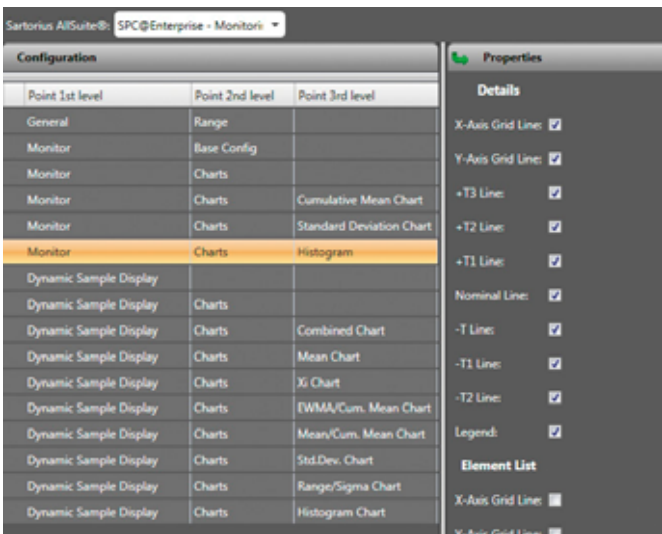 Sartorius AllSuite®: SPC@Enterprise - Monitorin
Configuration
Point 1st level Point 2nd level Point 3rd level
General Range
Monitor Base Config
Monitor Charts
Monitor Charts Cumulative Mean Chart
Monitor Charts Standard Deviation Chart
Monitor Charts Histogram
Dynamic Sample Display
Dynamic Sample Display Charts
Dynamic Sample Display Charts Combined Chart
Dynamic Sample Display Charts Mean Chart
Dynamic Sample Display Charts Xi Chart
Dynamic Sample Display Charts EWMA/Cum. Mean Chart
Dynamic Sample Display Charts Mean/Cum. Mean Chart
Dynamic Sample Display Charts Std.Dev. Chart
Dynamic Sample Display Charts Range/Sigma Chart
Dynamic Sample Display Charts Histogram Chart
Properties
Details
X-Axis Grid Line:
Y-Axis Grid Line:
+T3 Line:
+T2 Line:
+T1 Line:
Nominal Line:
-T Line:
-T1 Line:
-T2 Line:
Legend:
Element List
X-Axis Grid Line:
Y-Axis Grid Line: